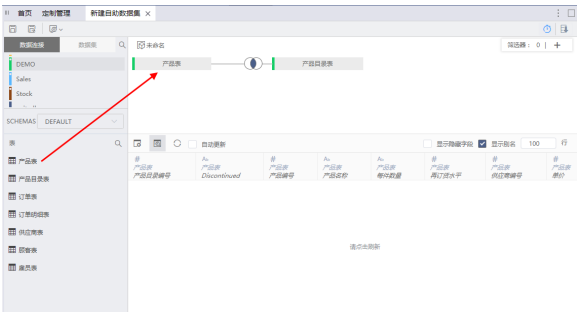 首页 定制管理 新建自助数据集 ×
数据连接 数据集 未命名 筛选器: 0 | +
DEMO 产品表 产品目录表
Sales
Stock
SCHEMAS DEFAULT
表 自动更新 显示隐藏字段 显示别名 100 行
产品表
产品目录表
订单表
订单明细表
供应商表
顾客表
雇员表
# Aa # Aa Aa # # #
产品表 产品表 产品表 产品表 产品表 产品表 产品表 产品表
产品目录编号 Discontinued 产品编号 产品名称 每件数量 再订货水平 供应商编号 单价
请点击刷新